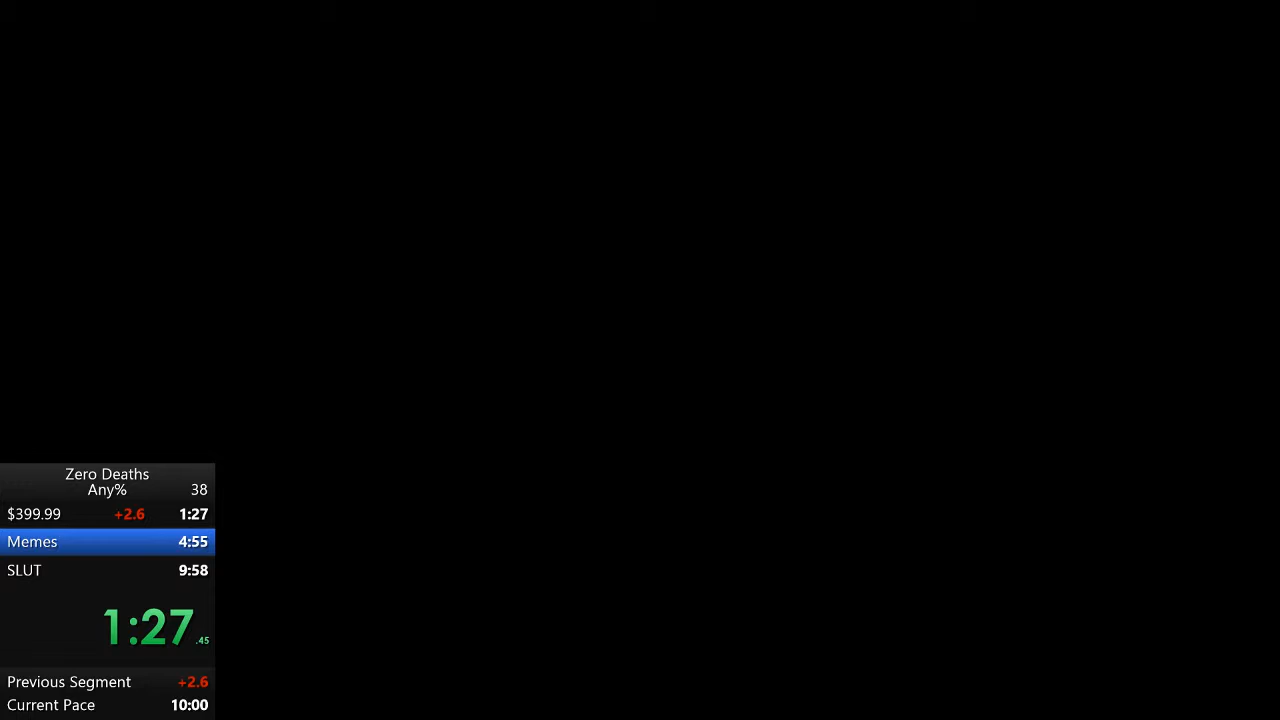 Zero Deaths
Any% 38
$399.99 +2.6 1:27
Memes 4:55
SLUT 9:58
1:27.45
Previous Segment +2.6
Current Pace 10:00